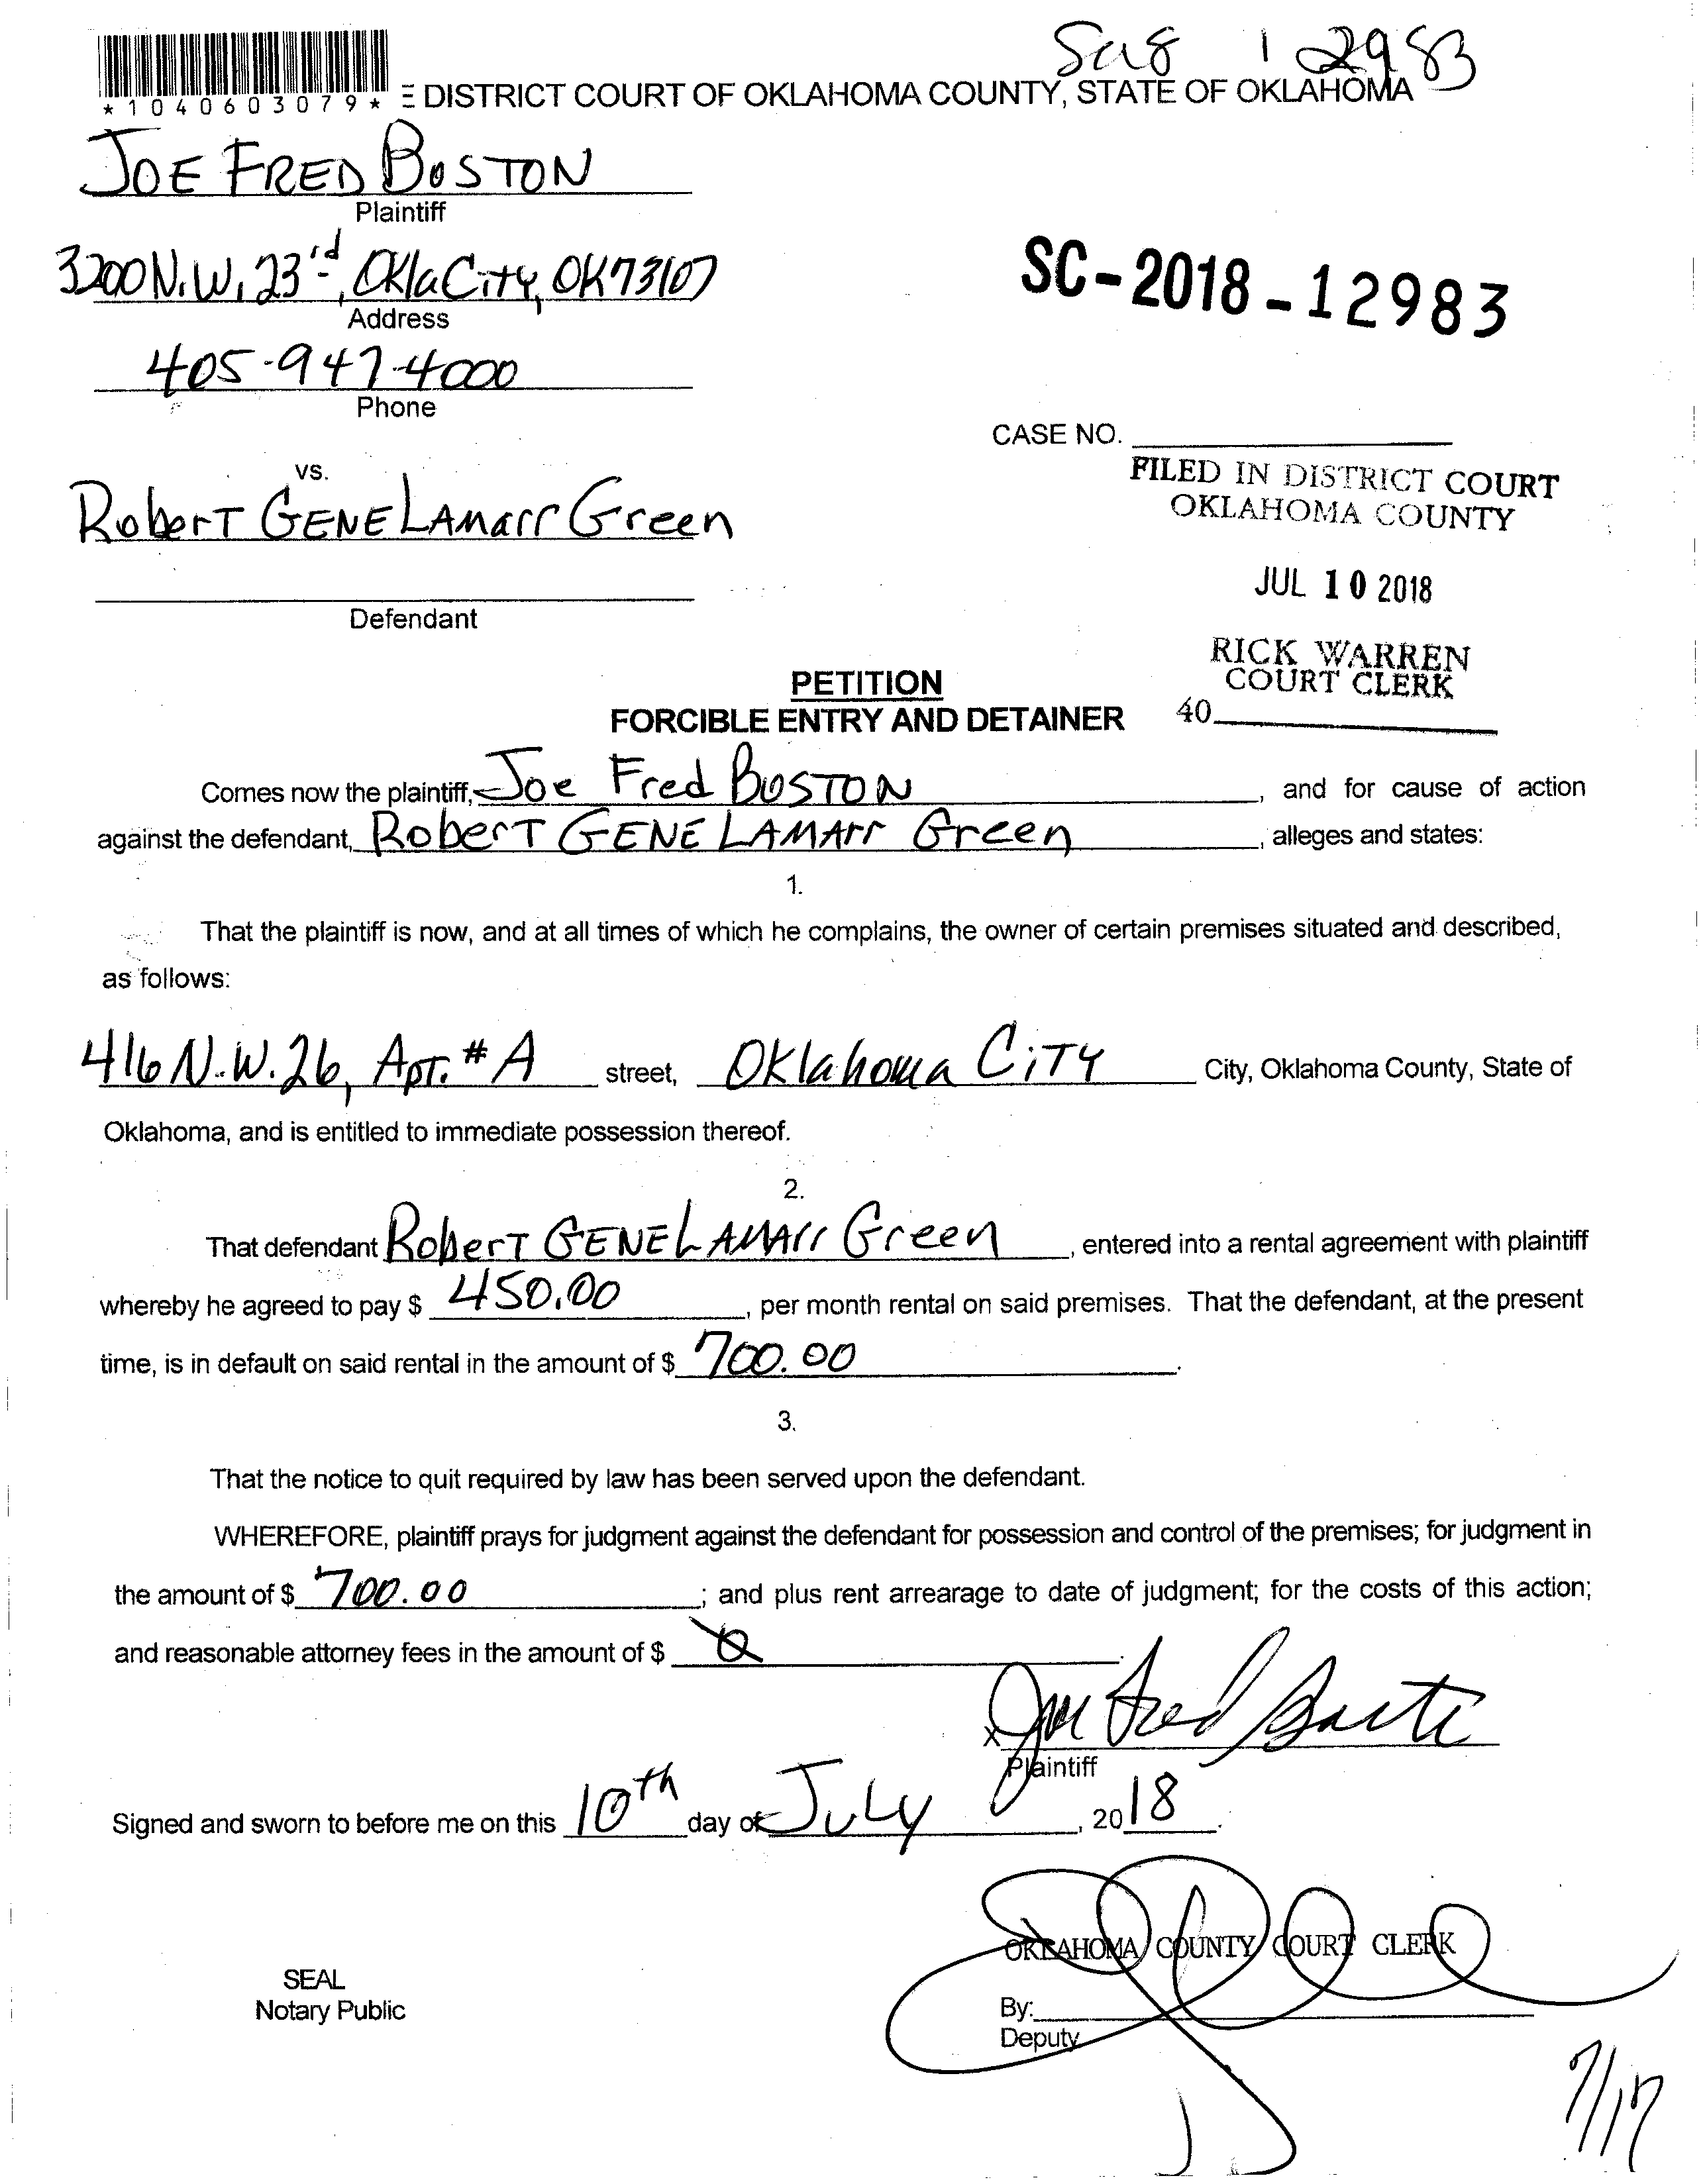 Sc18 12983
*1040603079* DISTRICT COURT OF OKLAHOMA COUNTY, STATE OF OKLAHOMA
JOE FRED BOSTON
Plaintiff
3200 N.W. 23rd, Okla City, OK 73107
Address
SC-2018-12983
405-947-4000
Phone
CASE NO.
vs.
FILED IN DISTRICT COURT
OKLAHOMA COUNTY
Robert GENE LAmarr Green
JUL 10 2018
Defendant
RICK WARREN
COURT CLERK
40
PETITION
FORCIBLE ENTRY AND DETAINER
Comes now the plaintiff, Joe Fred BOSTON, and for cause of action
against the defendant, RoberT GENE LAMArr Green, alleges and states:
1.
That the plaintiff is now, and at all times of which he complains, the owner of certain premises situated and described,
as follows:
416 N.W. 26, APT. # A street, OKlahoma CiTY City, Oklahoma County, State of
Oklahoma, and is entitled to immediate possession thereof.
2.
That defendant RoberT GENE LAMArr Green, entered into a rental agreement with plaintiff
whereby he agreed to pay $ 450.00, per month rental on said premises. That the defendant, at the present
time, is in default on said rental in the amount of $ 700.00.
3.
That the notice to quit required by law has been served upon the defendant.
WHEREFORE, plaintiff prays for judgment against the defendant for possession and control of the premises; for judgment in
the amount of $ 700.00; and plus rent arrearage to date of judgment; for the costs of this action;
and reasonable attorney fees in the amount of $ 0.
x Joe Fred Boston
Plaintiff
Signed and sworn to before me on this 10th day of July, 2018.
OKLAHOMA COUNTY COURT CLERK
SEAL
Notary Public
By:
Deputy
7/17